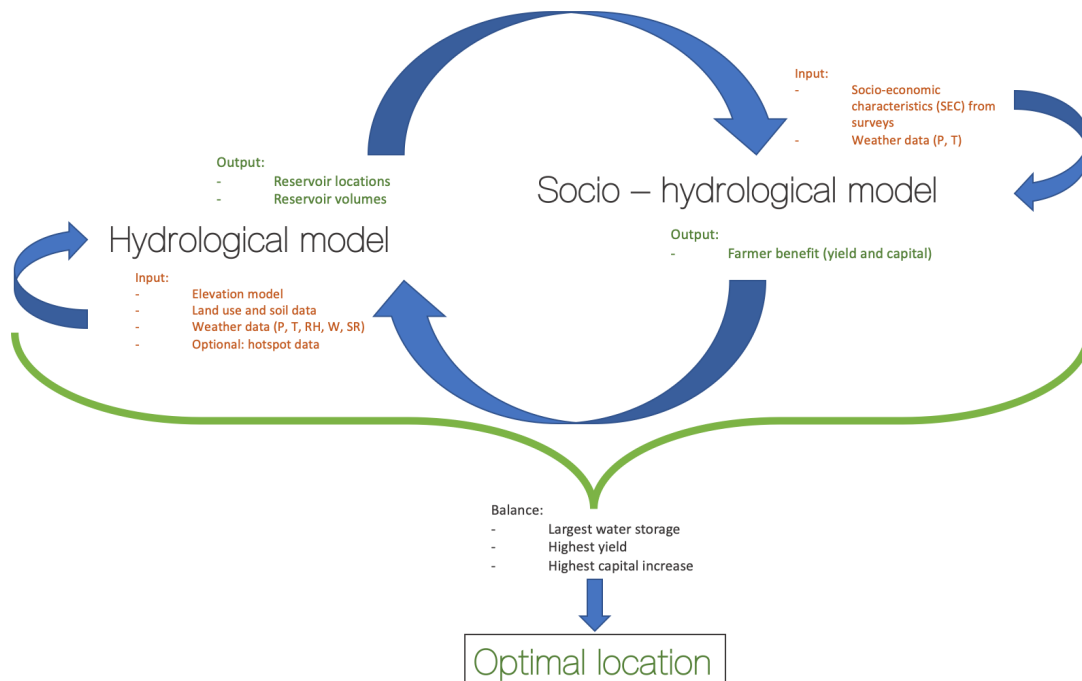 Input:
- Socio-economic
characteristics (SEC) from
surveys
- Weather data (P, T)
Output:
- Reservoir locations
- Reservoir volumes
Socio – hydrological model
Hydrological model
Output:
- Farmer benefit (yield and capital)
Input:
- Elevation model
- Land use and soil data
- Weather data (P, T, RH, W, SR)
- Optional: hotspot data
Balance:
- Largest water storage
- Highest yield
- Highest capital increase
Optimal location